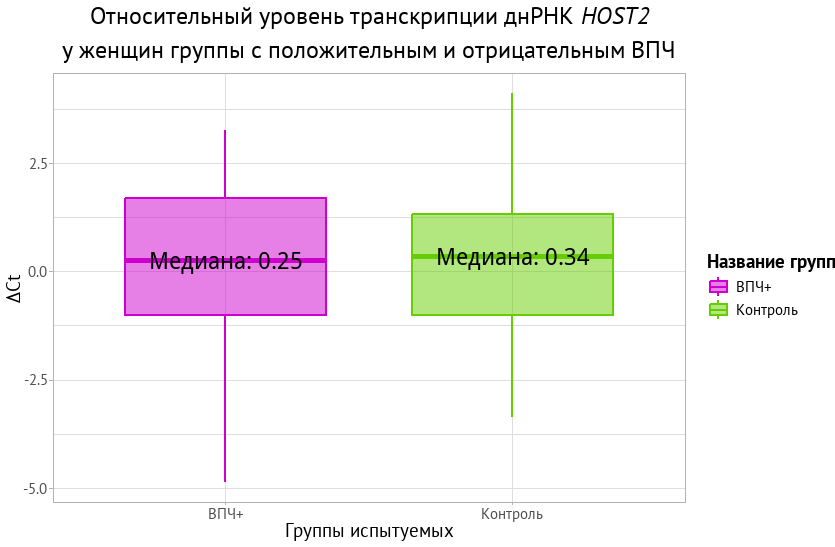 Относительный уровень транскрипции днРНК HOST2
у женщин группы с положительным и отрицательным ВПЧ
ΔCt
2.5
0.0
-2.5
-5.0
Медиана: 0.25
Медиана: 0.34
ВПЧ+
Контроль
Группы испытуемых
Название групп
ВПЧ+
Контроль